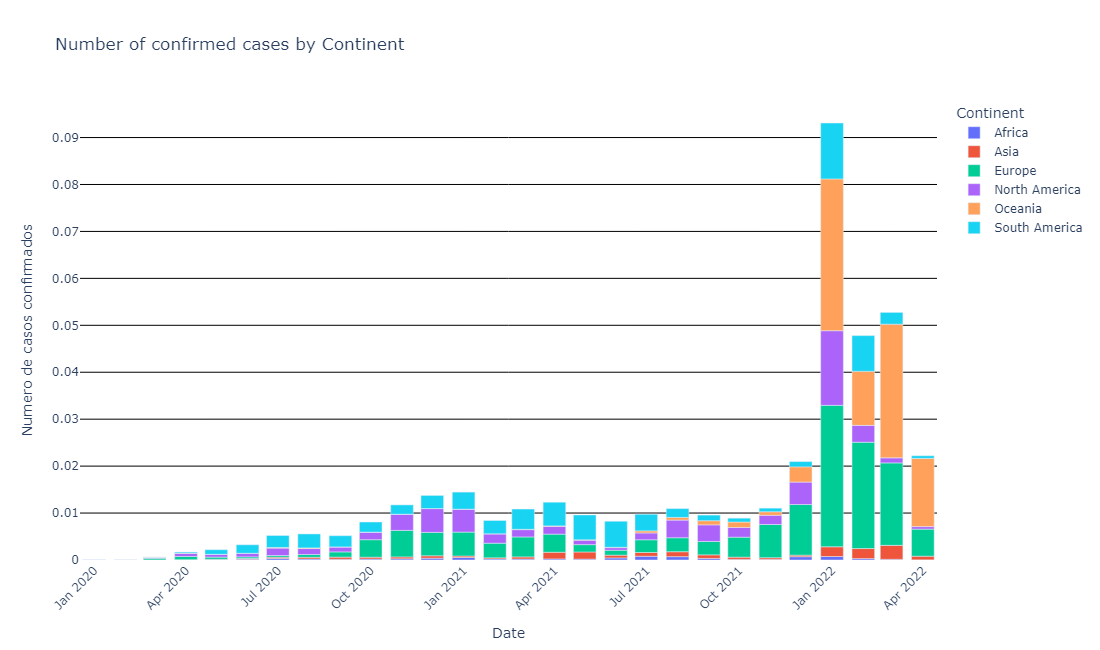 Number of confirmed cases by Continent
Continent
Africa
Asia
Europe
North America
Oceania
South America
0.09
0.08
0.07
0.06
0.05
0.04
0.03
0.02
0.01
0
Numero de casos confirmados
Jan 2020
Apr 2020
Jul 2020
Oct 2020
Jan 2021
Apr 2021
Jul 2021
Oct 2021
Jan 2022
Apr 2022
Date